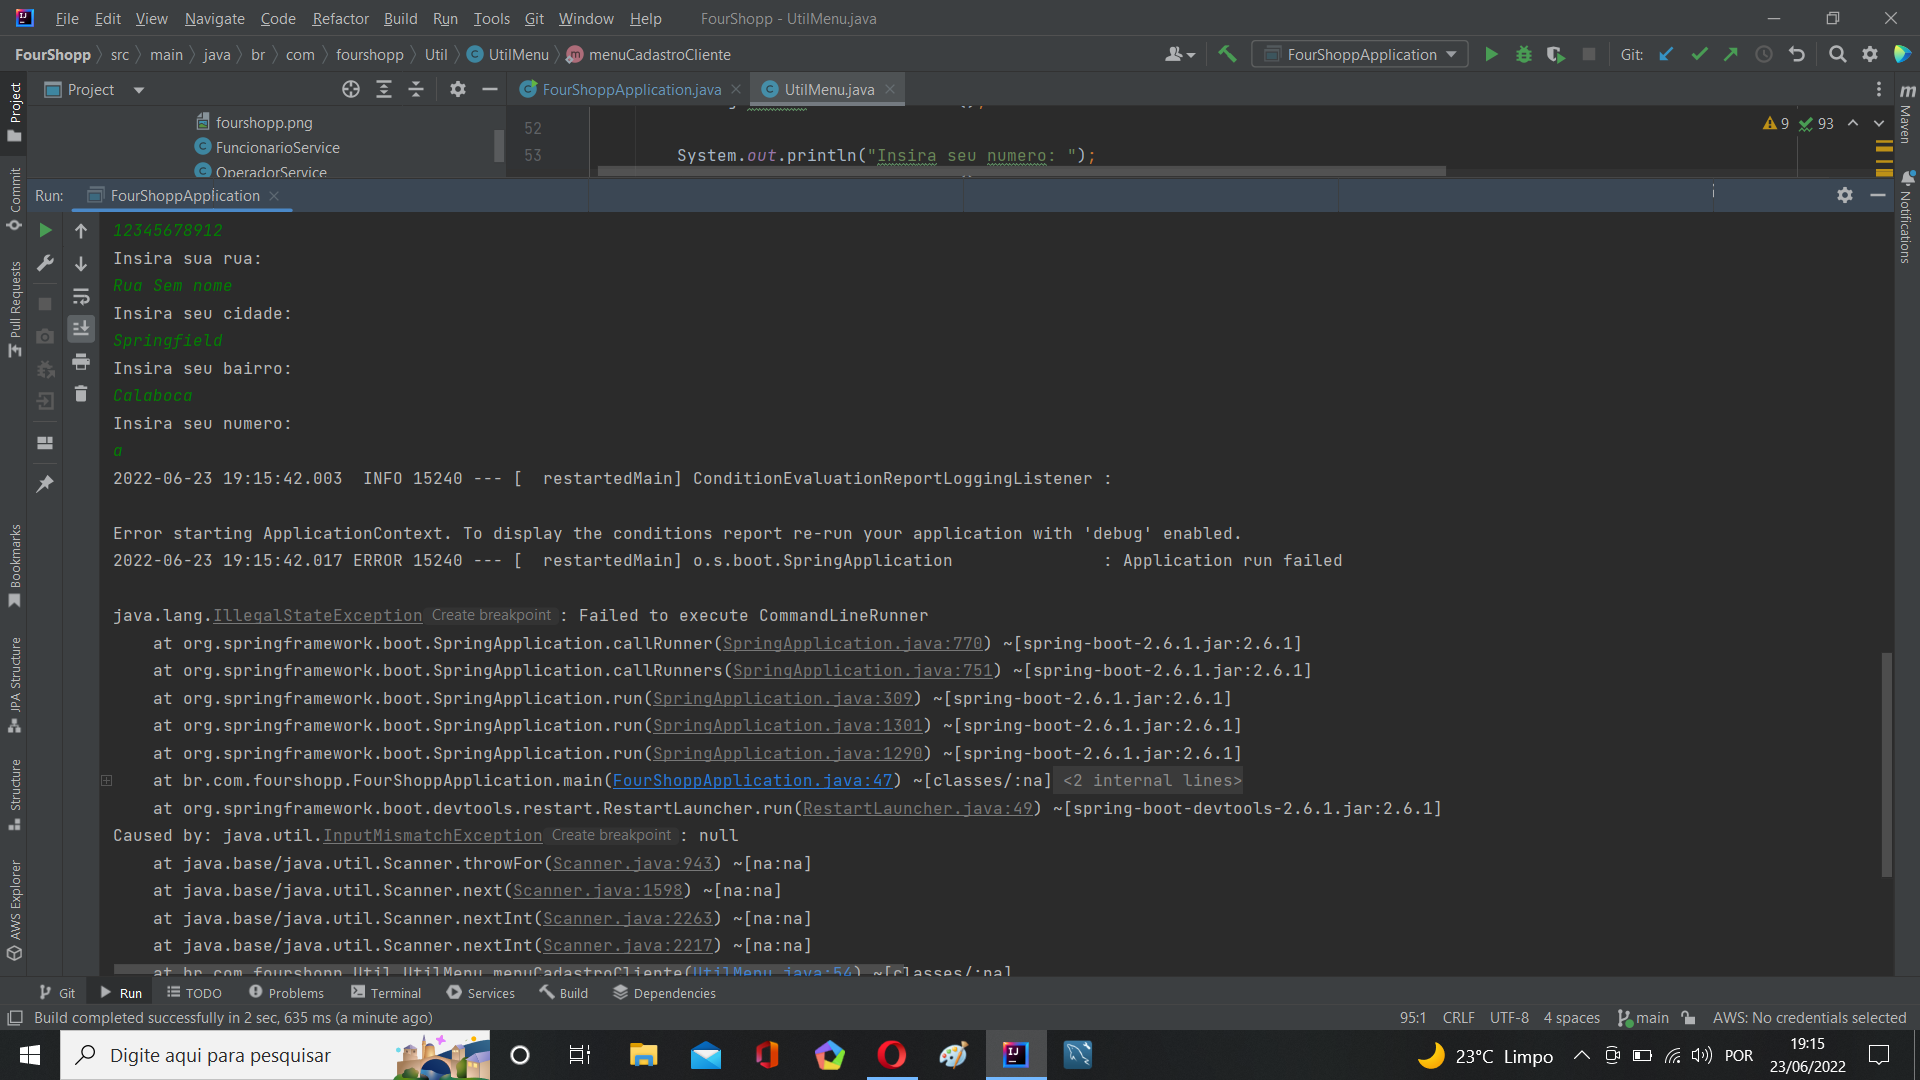 File Edit View Navigate Code Refactor Build Run Tools Git Window Help FourShopp - UtilMenu.java
FourShopp src main java br com fourshopp Util UtilMenu menuCadastroCliente FourShoppApplication Git:
Project FourShoppApplication.java UtilMenu.java
fourshopp.png
FuncionarioService
OperadorService
52
53 System.out.println("Insira seu numero: ");
9 93
Run: FourShoppApplication
12345678912
Insira sua rua:
Rua Sem nome
Insira seu cidade:
Springfield
Insira seu bairro:
Calaboca
Insira seu numero:
a
2022-06-23 19:15:42.003  INFO 15240 --- [  restartedMain] ConditionEvaluationReportLoggingListener :
Error starting ApplicationContext. To display the conditions report re-run your application with 'debug' enabled.
2022-06-23 19:15:42.017 ERROR 15240 --- [  restartedMain] o.s.boot.SpringApplication               : Application run failed
java.lang.IllegalStateException Create breakpoint : Failed to execute CommandLineRunner
at org.springframework.boot.SpringApplication.callRunner(SpringApplication.java:770) ~[spring-boot-2.6.1.jar:2.6.1]
at org.springframework.boot.SpringApplication.callRunners(SpringApplication.java:751) ~[spring-boot-2.6.1.jar:2.6.1]
at org.springframework.boot.SpringApplication.run(SpringApplication.java:309) ~[spring-boot-2.6.1.jar:2.6.1]
at org.springframework.boot.SpringApplication.run(SpringApplication.java:1301) ~[spring-boot-2.6.1.jar:2.6.1]
at org.springframework.boot.SpringApplication.run(SpringApplication.java:1290) ~[spring-boot-2.6.1.jar:2.6.1]
at br.com.fourshopp.FourShoppApplication.main(FourShoppApplication.java:47) ~[classes/:na] <2 internal lines>
at org.springframework.boot.devtools.restart.RestartLauncher.run(RestartLauncher.java:49) ~[spring-boot-devtools-2.6.1.jar:2.6.1]
Caused by: java.util.InputMismatchException Create breakpoint : null
at java.base/java.util.Scanner.throwFor(Scanner.java:943) ~[na:na]
at java.base/java.util.Scanner.next(Scanner.java:1598) ~[na:na]
at java.base/java.util.Scanner.nextInt(Scanner.java:2263) ~[na:na]
at java.base/java.util.Scanner.nextInt(Scanner.java:2217) ~[na:na]
at br.com.fourshopp.Util.UtilMenu.menuCadastroCliente(UtilMenu.java:54) ~[classes/:na]
Project
Commit
Pull Requests
Bookmarks
JPA Structure
Structure
AWS Explorer
m Maven
Notifications
Git Run TODO Problems Terminal Services Build Dependencies
Build completed successfully in 2 sec, 635 ms (a minute ago) 95:1 CRLF UTF-8 4 spaces main AWS: No credentials selected
Digite aqui para pesquisar 23°C Limpo POR 19:15
23/06/2022